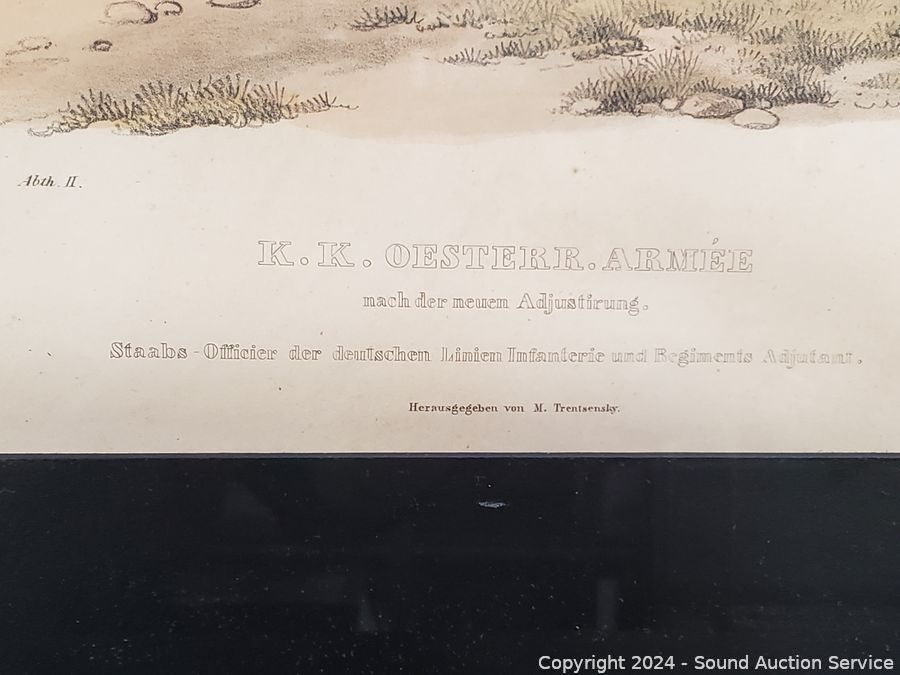 Abth. II.
K. K. OESTERR. ARMÉE
nach der neuen Adjustirung.
Staabs-Officier der deutschen Linien Infanterie und Regiments Adjutant.
Herausgegeben von M. Trentsensky.
Copyright 2024 - Sound Auction Service